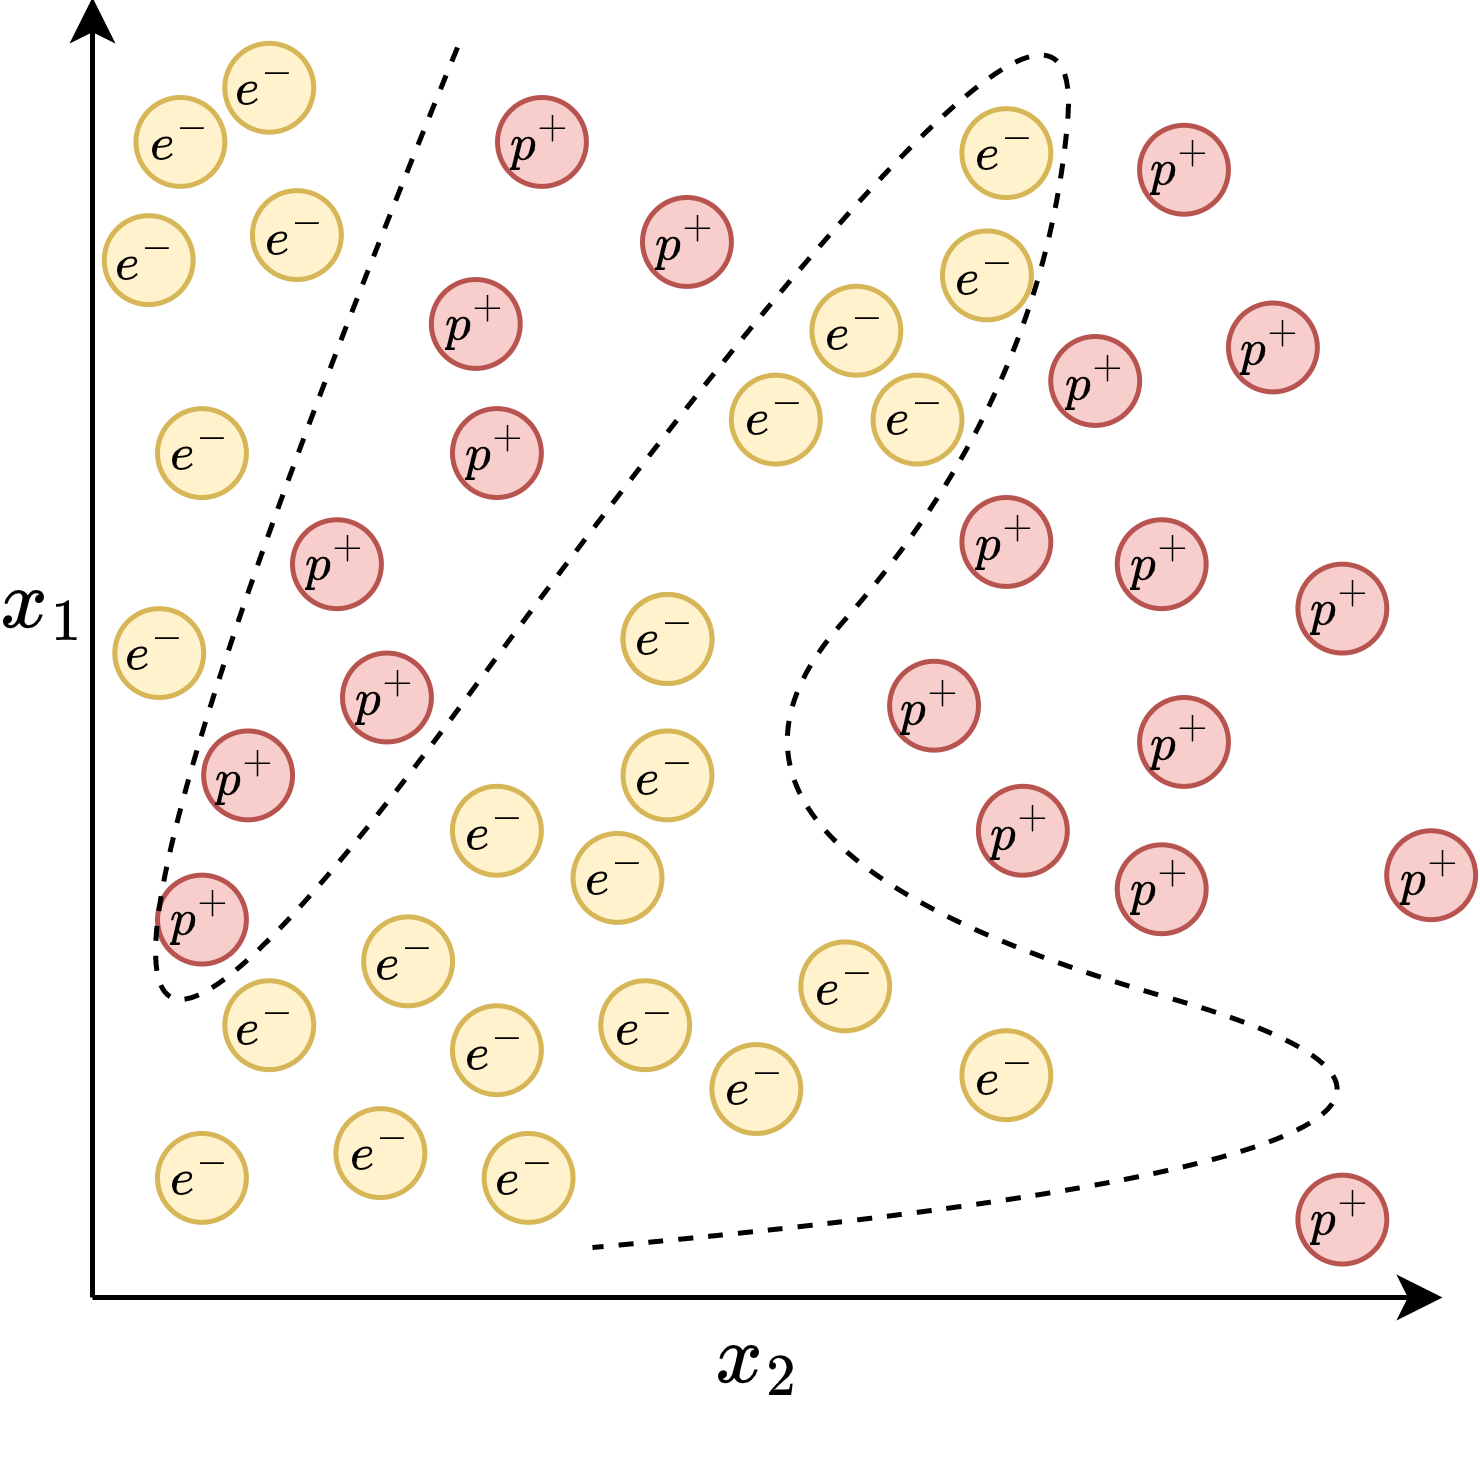 e⁻
e⁻ p⁺ e⁻ p⁺
e⁻ e⁻ p⁺
p⁺ e⁻ e⁻ p⁺
p⁺ e⁻ e⁻ p⁺
e⁻ p⁺
p⁺ p⁺ p⁺
x₁ p⁺
e⁻ e⁻
p⁺ p⁺ p⁺
p⁺ e⁻
e⁻ p⁺
e⁻ p⁺ p⁺
p⁺
e⁻ e⁻
e⁻ e⁻ e⁻
e⁻ e⁻
e⁻ e⁻ e⁻
p⁺
x₂